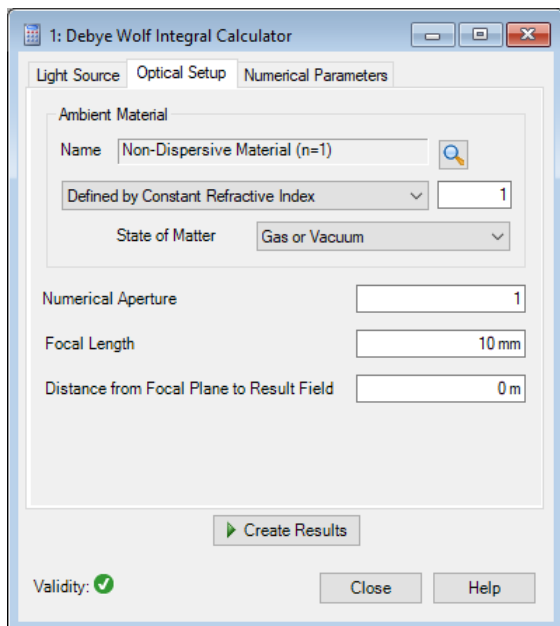 1: Debye Wolf Integral Calculator
Light Source Optical Setup Numerical Parameters
Ambient Material
Name Non-Dispersive Material (n=1)
Defined by Constant Refractive Index 1
State of Matter Gas or Vacuum
Numerical Aperture 1
Focal Length 10 mm
Distance from Focal Plane to Result Field 0 m
Create Results
Validity: Close Help